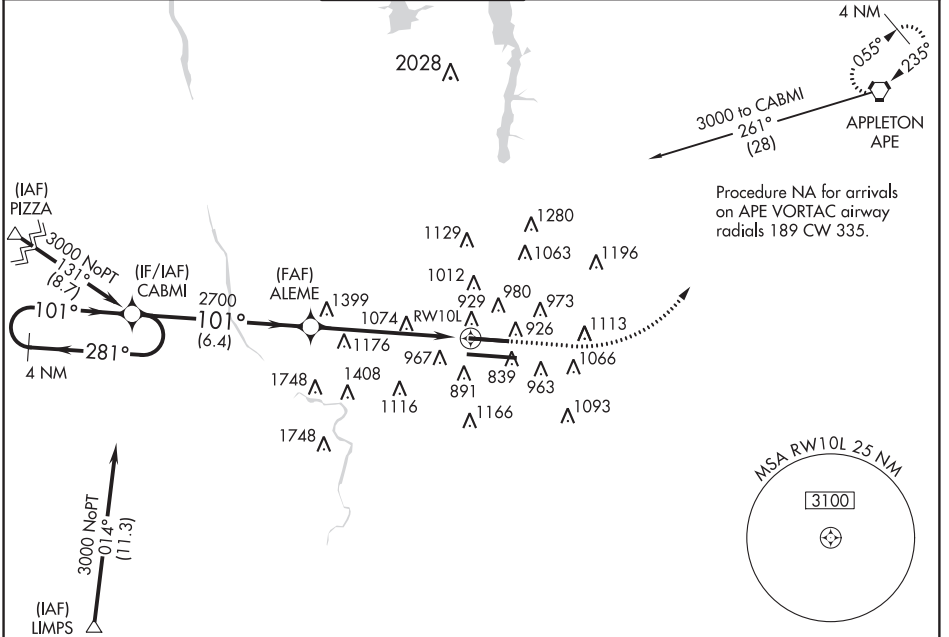 4 NM
055°
235°
2028
3000 to CABMI
261°
(28)
APPLETON
APE
Procedure NA for arrivals
on APE VORTAC airway
radials 189 CW 335.
(IAF)
PIZZA
3000 NoPT
131°
(8.7)
(IF/IAF)
CABMI
2700
101°
(6.4)
(FAF)
ALEME
101°
281°
4 NM
1280
1129
1063
1196
1012
929
980
973
1399
1074
RW10L
926
1113
1176
967
839
1066
891
963
1748
1408
1116
1166
1093
1748
3000 NoPT
014°
(11.3)
(IAF)
LIMPS
MSA RW10L 25 NM
3100